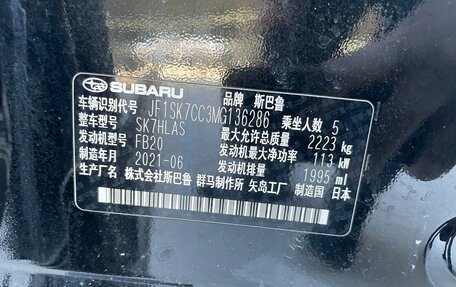 SUBARU 品牌 斯巴鲁
车辆识别代号 JF1SK7CC3MG136286 乘坐人数 5
整车型号 SK7HLAS 最大允许总质量 2223 kg
发动机型号 FB20 发动机最大净功率 113 kW
制造年月 2021-06 发动机排量 1995 ml
生产厂名 株式会社斯巴鲁 群马制作所 矢岛工厂 制造国 日本